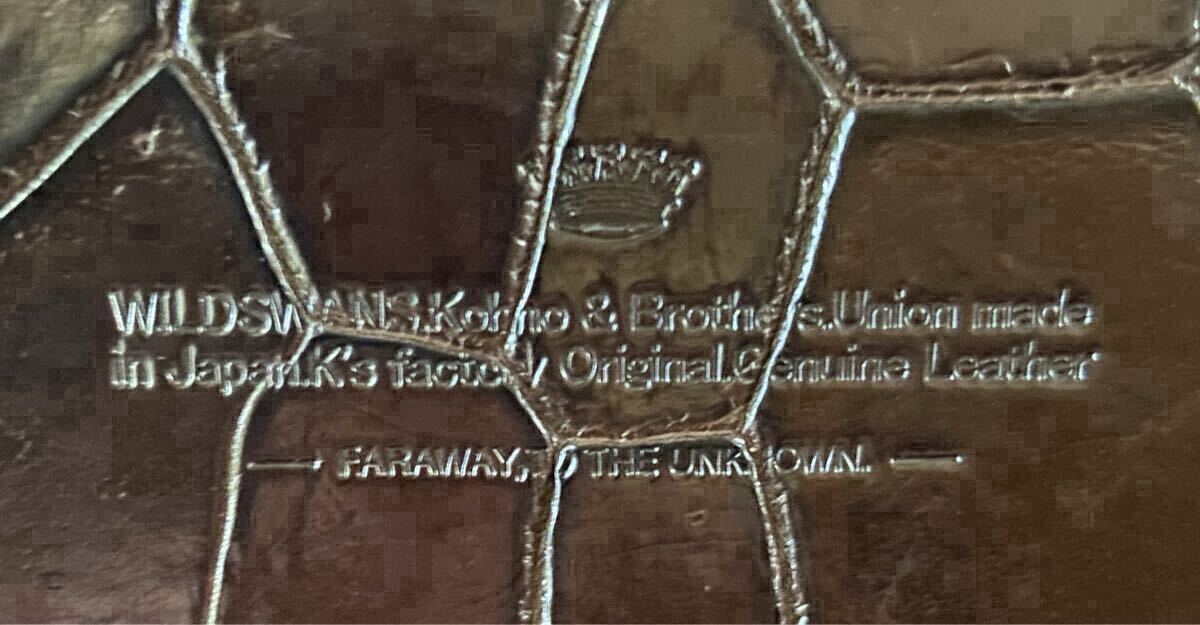 WILDSWANS.Kohno & Brothers.Union made
in Japan.K's factory Original.Genuine Leather
FARAWAY,TO THE UNKNOWN.